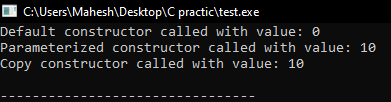 C:\Users\Mahesh\Desktop\C practic\test.exe
Default constructor called with value: 0
Parameterized constructor called with value: 10
Copy constructor called with value: 10
--------------------------------